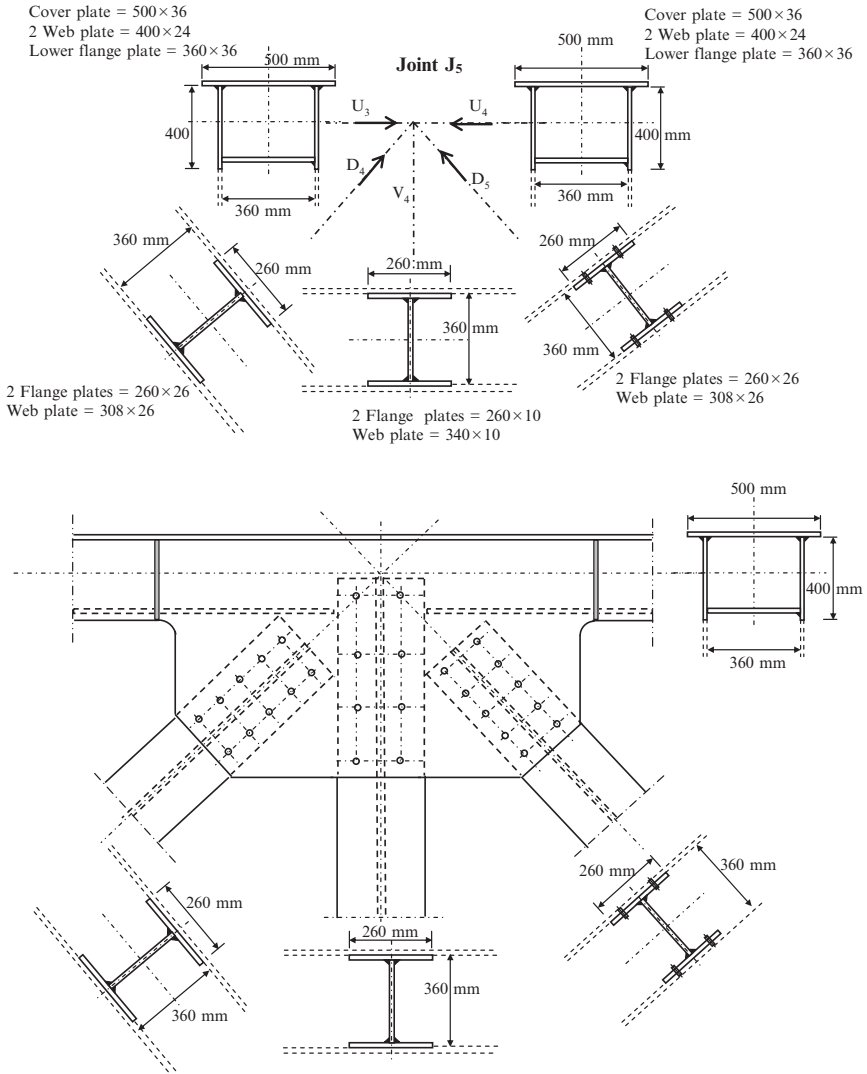 Cover plate = 500×36
2 Web plate = 400×24
Lower flange plate = 360×36
Cover plate = 500×36
2 Web plate = 400×24
Lower flange plate = 360×36
500 mm
Joint J5
500 mm
400
U3
U4
400 mm
D4
V4
D5
360 mm
360 mm
360 mm
260 mm
260 mm
360 mm
260 mm
360 mm
2 Flange plates = 260×26
Web plate = 308×26
2 Flange plates = 260×10
Web plate = 340×10
2 Flange plates = 260×26
Web plate = 308×26
500 mm
400 mm
360 mm
260 mm
360 mm
260 mm
360 mm
260 mm
360 mm